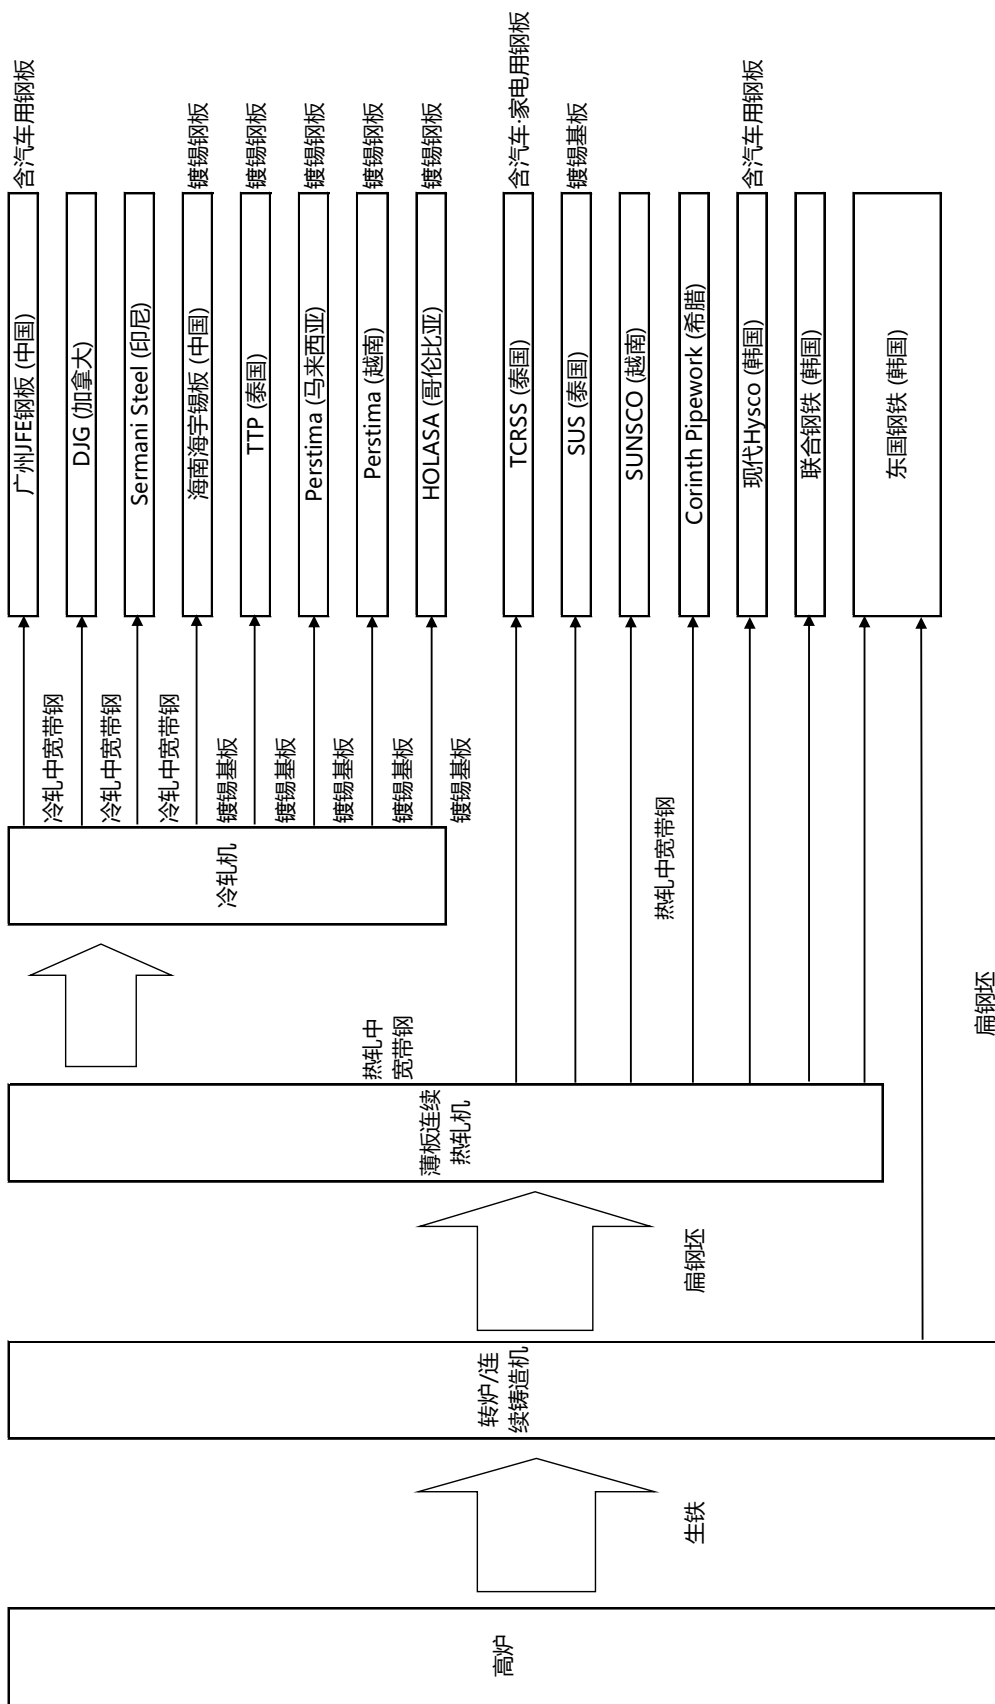 高炉
生铁
转炉/连
续铸造机
扁钢坯
薄板连续
热轧机
热轧中
宽带钢
冷轧机
冷轧中宽带钢
冷轧中宽带钢
冷轧中宽带钢
镀锡基板
镀锡基板
镀锡基板
镀锡基板
镀锡基板
热轧中宽带钢
扁钢坯
广州JFE钢板 (中国)
含汽车用钢板
DJG (加拿大)
Sermani Steel (印尼)
海南海宇锡板 (中国)
镀锡钢板
TTP (泰国)
镀锡钢板
Perstima (马来西亚)
镀锡钢板
Perstima (越南)
镀锡钢板
HOLASA (哥伦比亚)
镀锡钢板
TCRSS (泰国)
含汽车·家电用钢板
SUS (泰国)
镀锡基板
SUNSCO (越南)
Corinth Pipework (希腊)
现代Hysco (韩国)
含汽车用钢板
联合钢铁 (韩国)
东国钢铁 (韩国)